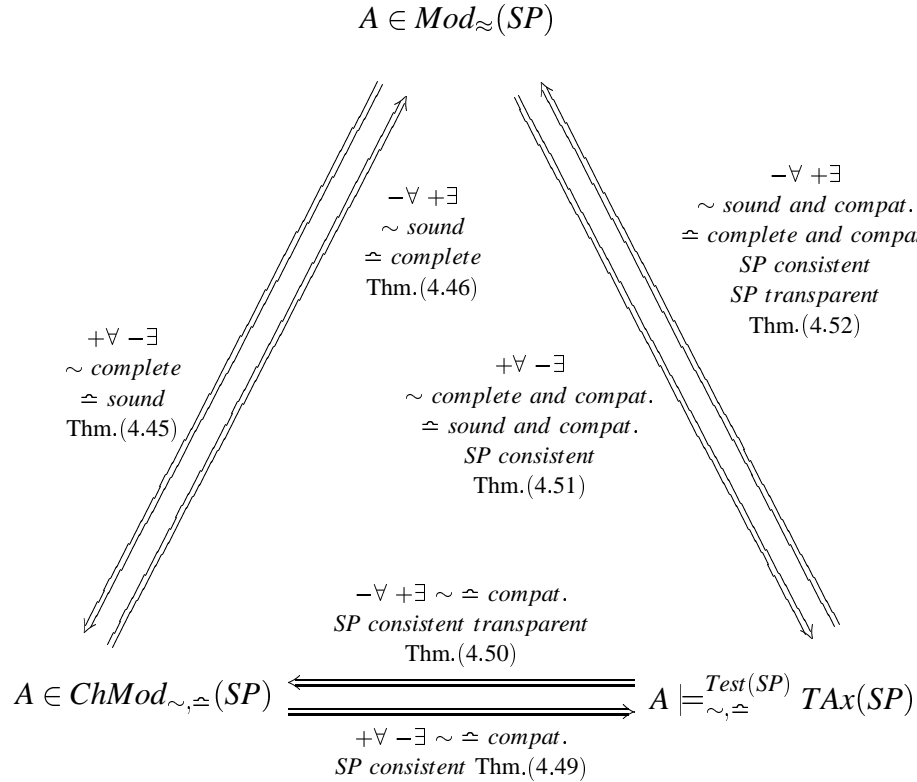 A ∈ Mod≈(SP)
−∀ +∃
∼ sound
≏ complete
Thm.(4.46)
−∀ +∃
∼ sound and compat.
≏ complete and compa
SP consistent
SP transparent
Thm.(4.52)
+∀ −∃
∼ complete
≏ sound
Thm.(4.45)
+∀ −∃
∼ complete and compat.
≏ sound and compat.
SP consistent
Thm.(4.51)
−∀ +∃ ∼ ≏ compat.
SP consistent transparent
Thm.(4.50)
A ∈ ChMod∼,≏(SP)
A ⊨∼,≏^Test(SP) TAx(SP)
+∀ −∃ ∼ ≏ compat.
SP consistent Thm.(4.49)